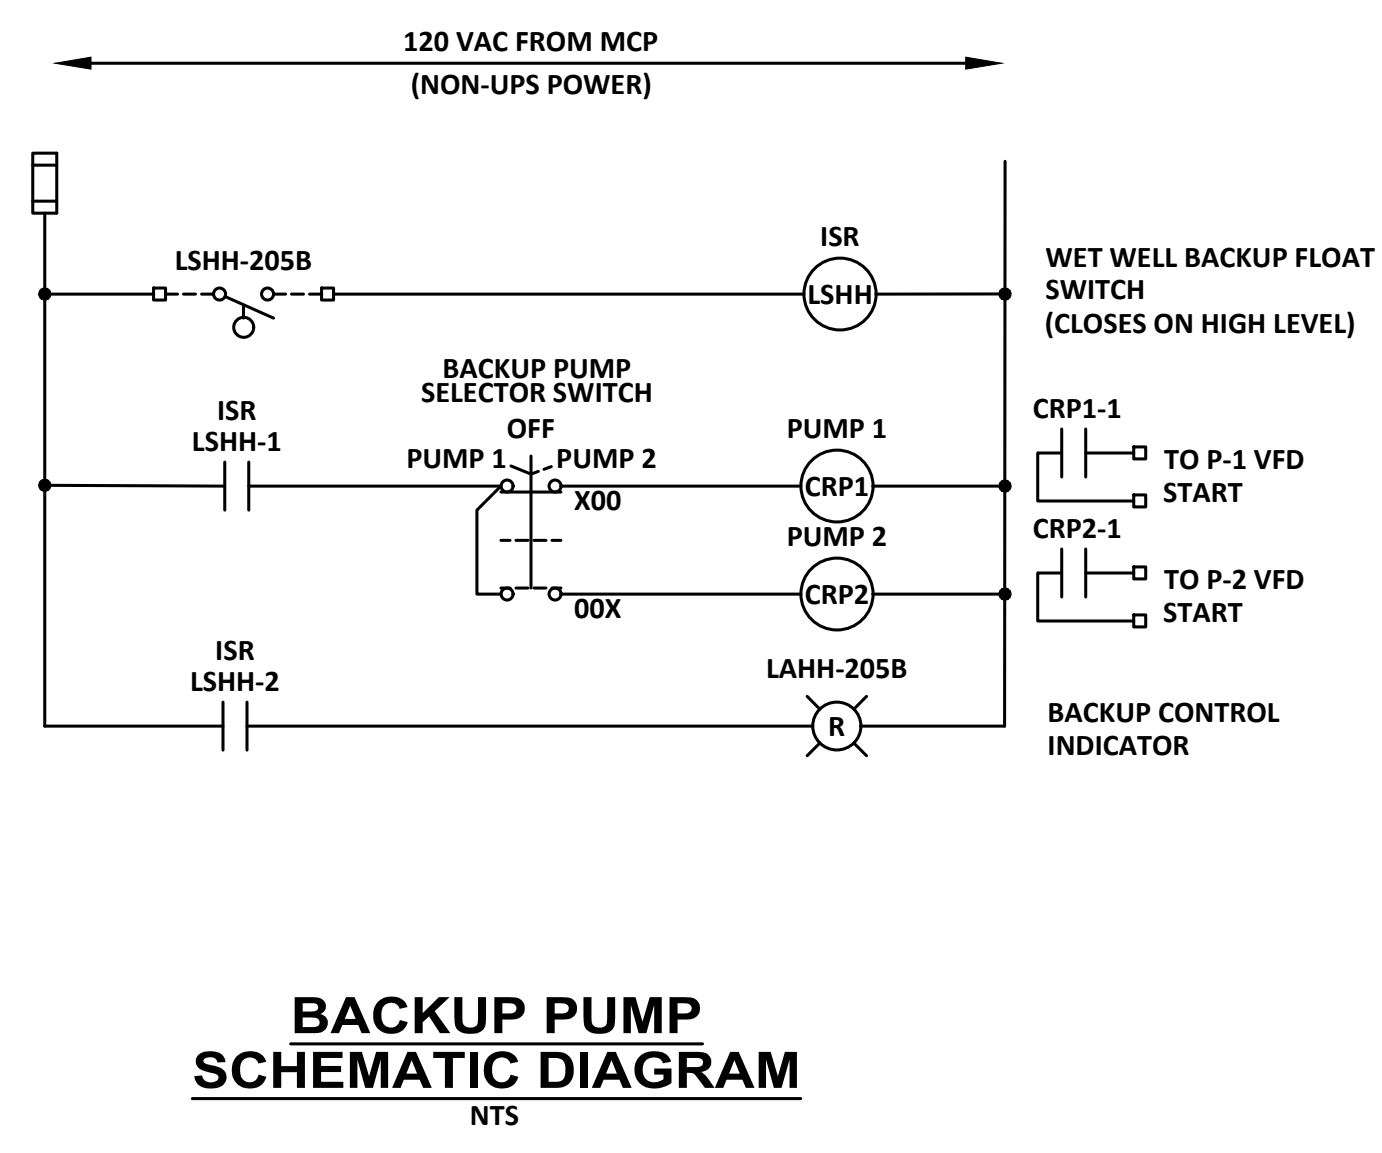 120 VAC FROM MCP
(NON-UPS POWER)
ISR
LSHH-205B
LSHH
WET WELL BACKUP FLOAT
SWITCH
(CLOSES ON HIGH LEVEL)
BACKUP PUMP
SELECTOR SWITCH
OFF
PUMP 1
PUMP 2
X00
00X
ISR
LSHH-1
PUMP 1
CRP1
PUMP 2
CRP2
CRP1-1
TO P-1 VFD
START
CRP2-1
TO P-2 VFD
START
ISR
LSHH-2
LAHH-205B
R
BACKUP CONTROL
INDICATOR
BACKUP PUMP
SCHEMATIC DIAGRAM
NTS